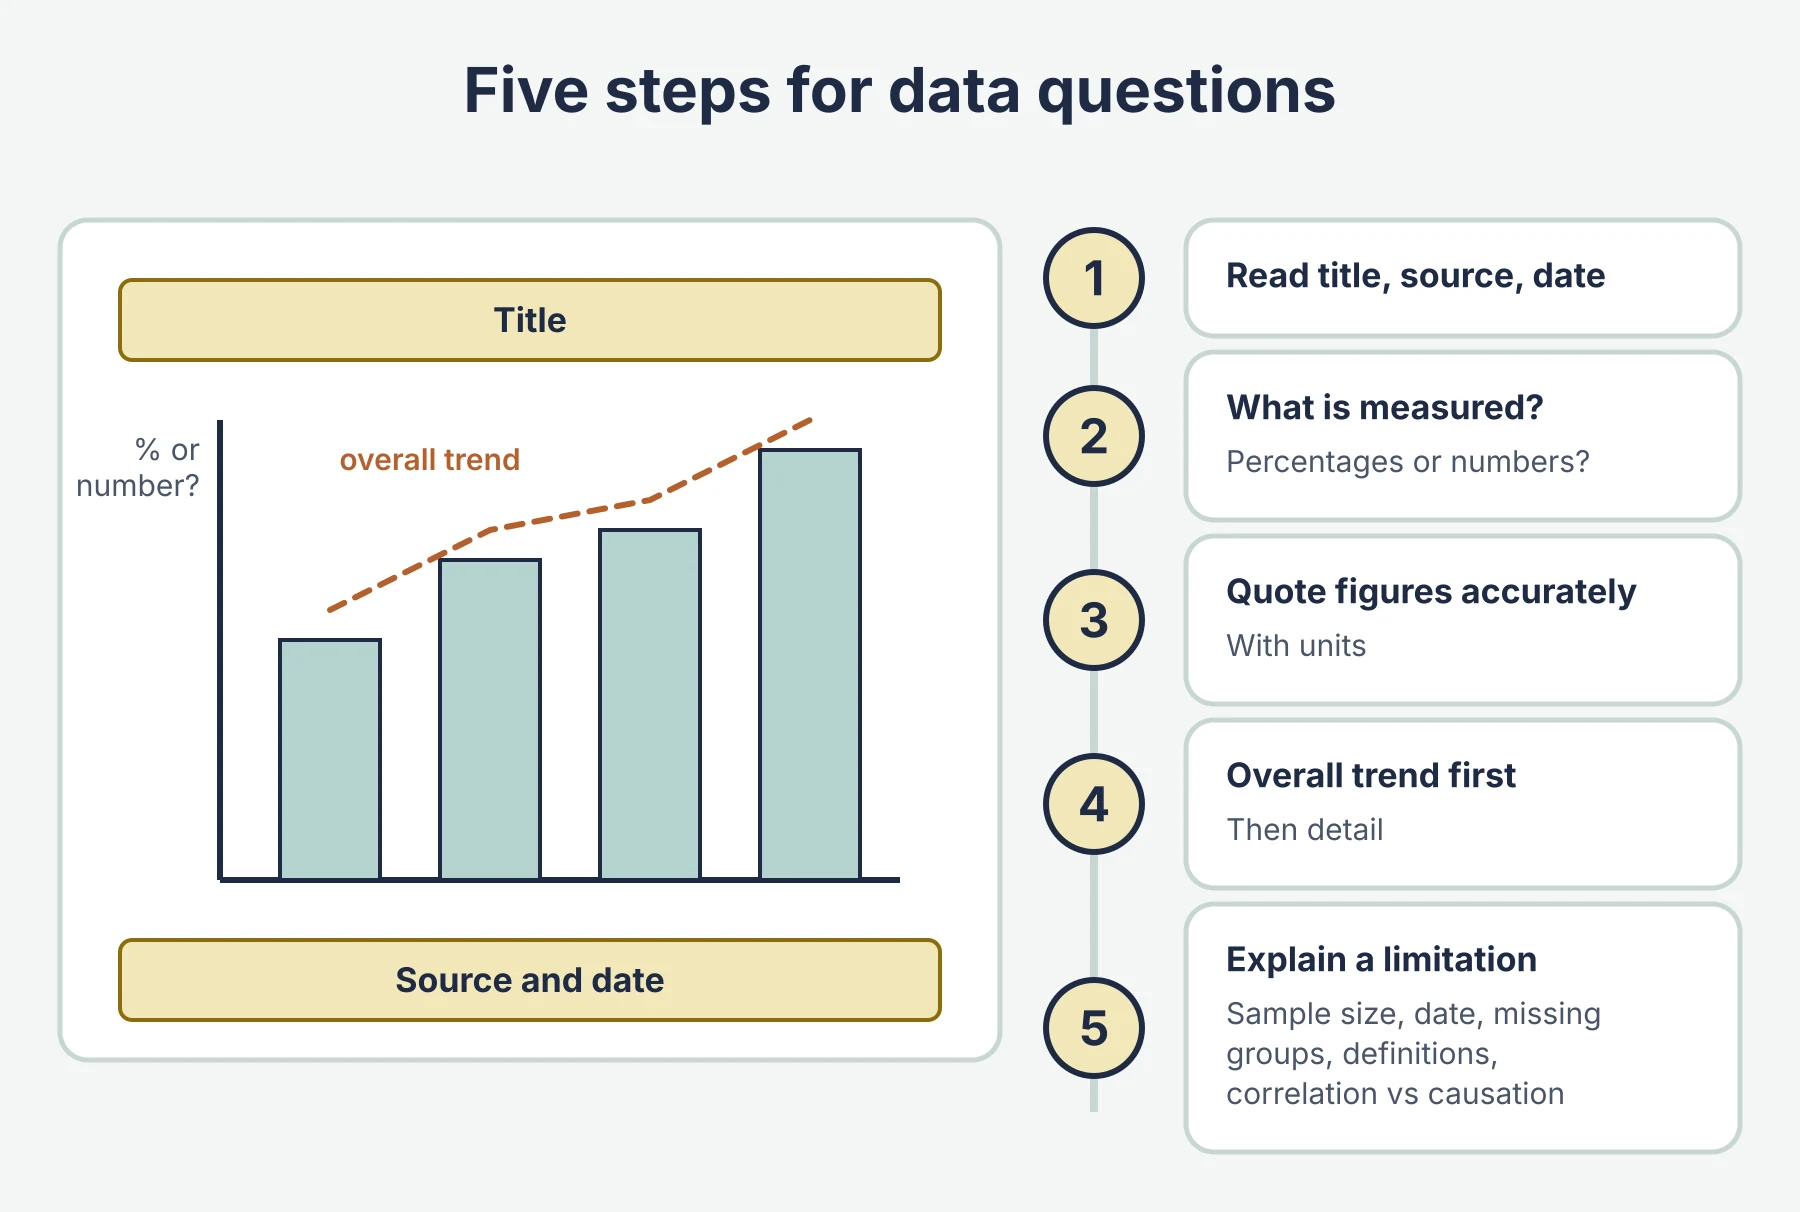 Five steps for data questions
Title
% or
number?
overall trend
Source and date
1
Read title, source, date
2
What is measured?
Percentages or numbers?
3
Quote figures accurately
With units
4
Overall trend first
Then detail
5
Explain a limitation
Sample size, date, missing
groups, definitions,
correlation vs causation